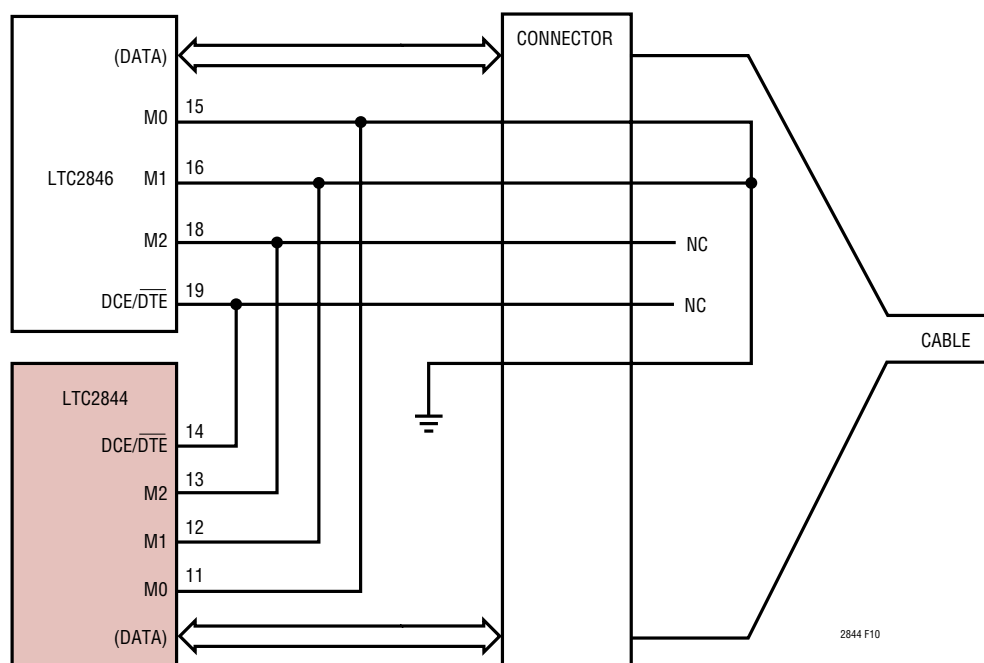 CONNECTOR
(DATA)
15
M0
16
LTC2846
M1
18
M2
NC
19
DCE/DTE
NC
CABLE
LTC2844
14
DCE/DTE
13
M2
12
M1
11
M0
(DATA)
2844 F10